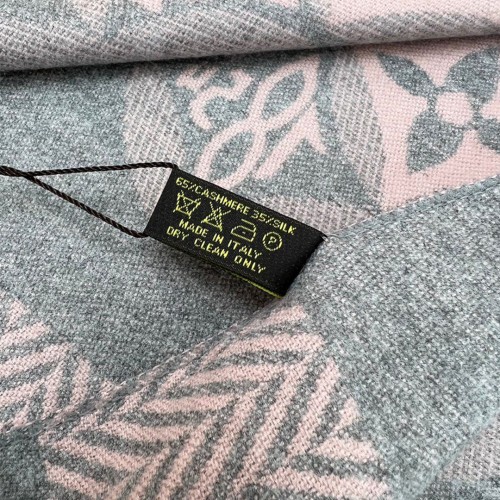 65%CASHMERE 35%SILK
MADE IN ITALY
DRY CLEAN ONLY